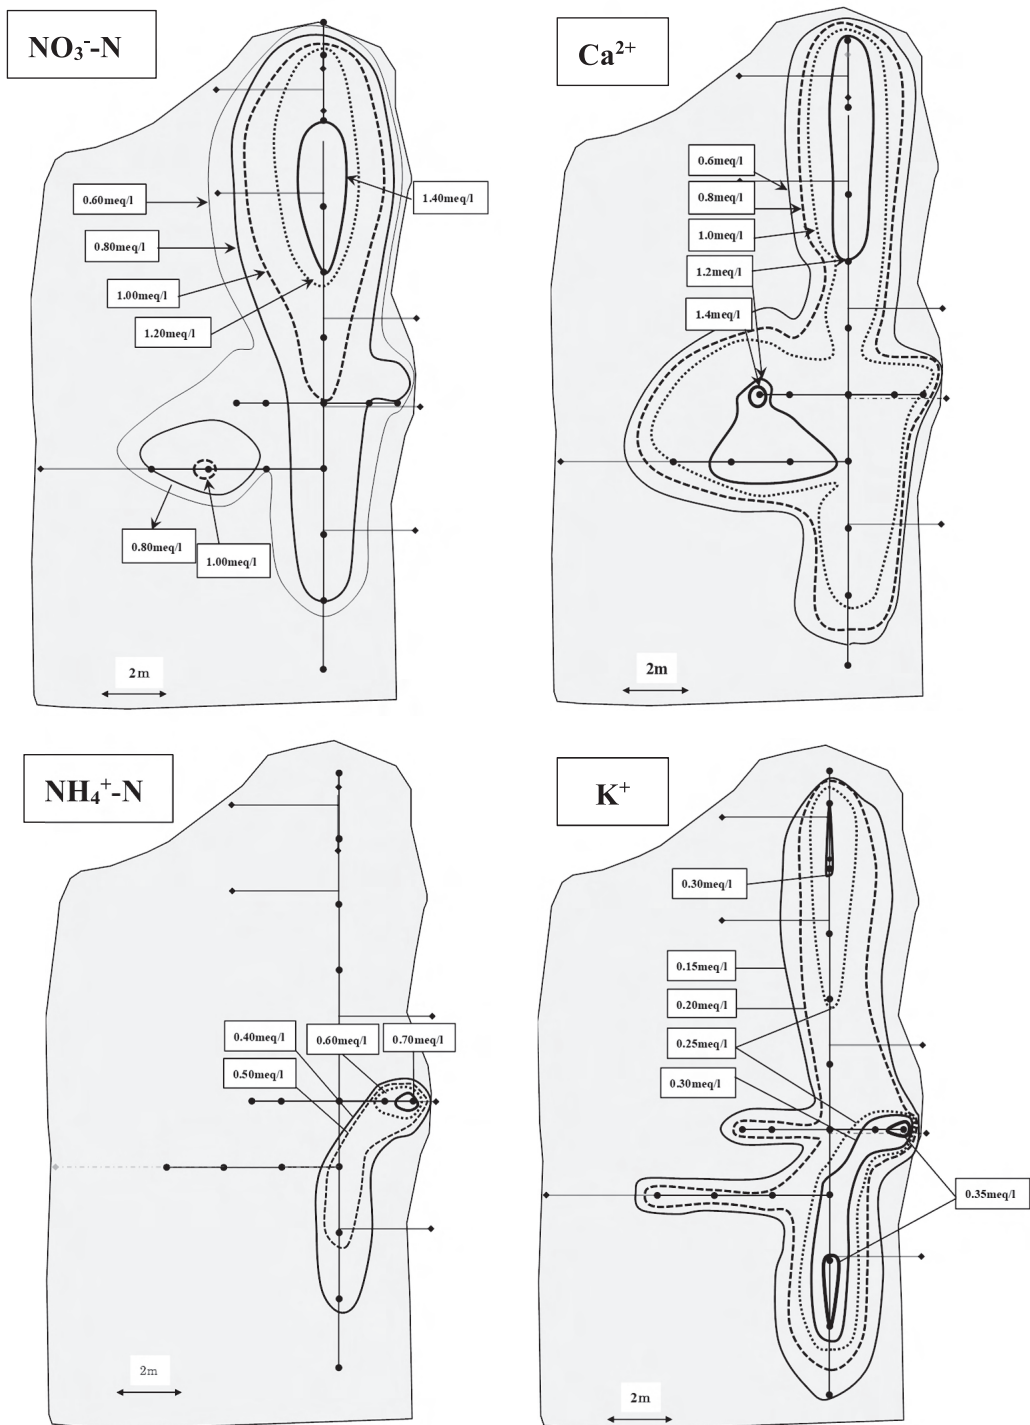 NO₃⁻-N
Ca²⁺
0.60meq/l
1.40meq/l
0.80meq/l
1.00meq/l
1.20meq/l
0.80meq/l
1.00meq/l
2m
0.6meq/l
0.8meq/l
1.0meq/l
1.2meq/l
1.4meq/l
2m
NH₄⁺-N
K⁺
0.40meq/l
0.60meq/l
0.70meq/l
0.50meq/l
2m
0.30meq/l
0.15meq/l
0.20meq/l
0.25meq/l
0.30meq/l
0.35meq/l
2m